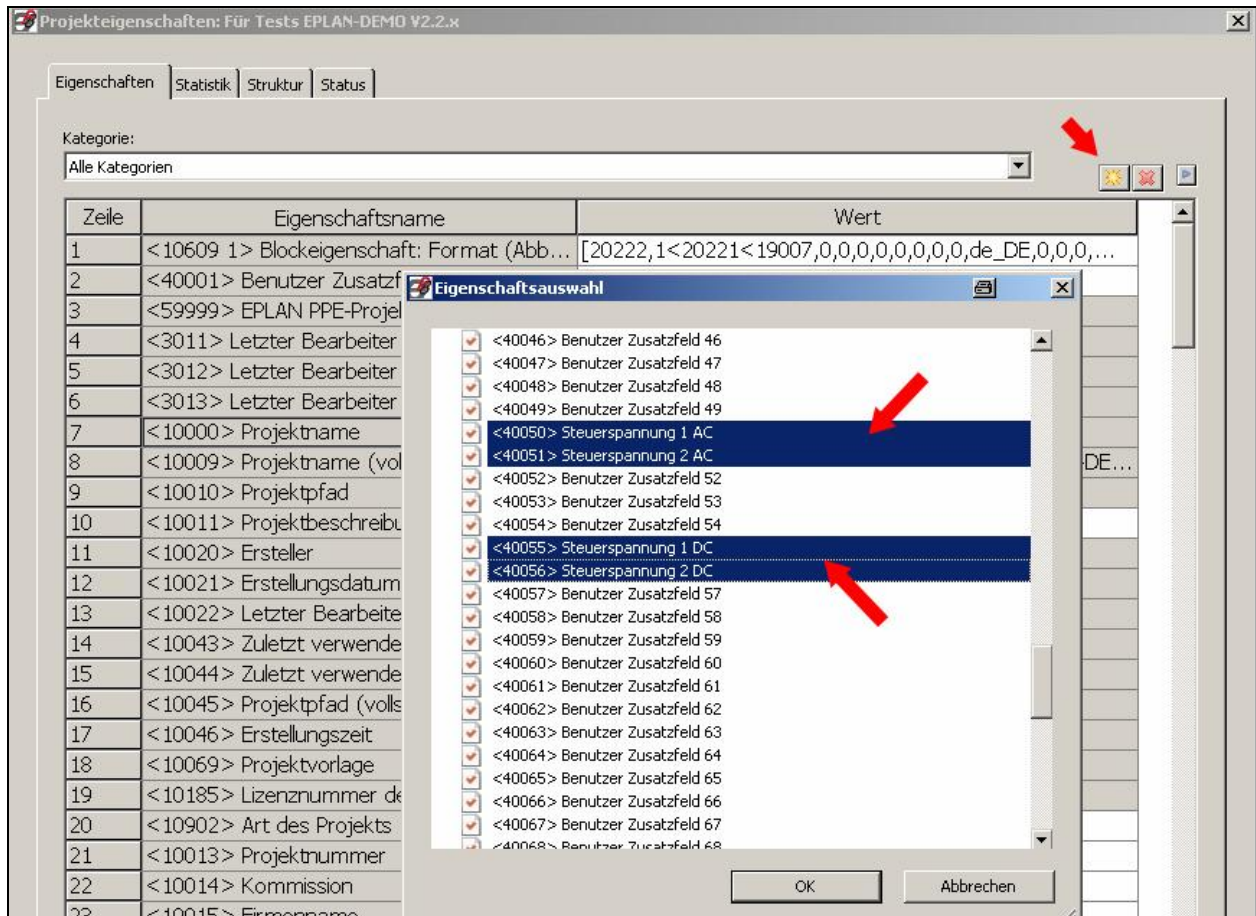 Projekteigenschaften: Für Tests EPLAN-DEMO V2.2.x
Eigenschaften Statistik Struktur Status
Kategorie:
Alle Kategorien
Zeile Eigenschaftsname Wert
1 <10609 1> Blockeigenschaft: Format (Abb... [20222,1<20221<19007,0,0,0,0,0,0,0,0,de_DE,0,0,0,...
2 <40001> Benutzer Zusatzf
3 <59999> EPLAN PPE-Projel
4 <3011> Letzter Bearbeiter
5 <3012> Letzter Bearbeiter
6 <3013> Letzter Bearbeiter
7 <10000> Projektname
8 <10009> Projektname (vol DE...
9 <10010> Projektpfad
10 <10011> Projektbeschreibu
11 <10020> Ersteller
12 <10021> Erstellungsdatum
13 <10022> Letzter Bearbeite
14 <10043> Zuletzt verwende
15 <10044> Zuletzt verwende
16 <10045> Projektpfad (volls
17 <10046> Erstellungszeit
18 <10069> Projektvorlage
19 <10185> Lizenznummer de
20 <10902> Art des Projekts
21 <10013> Projektnummer
22 <10014> Kommission
23 <10015> Firmenname
Eigenschaftsauswahl
<40046> Benutzer Zusatzfeld 46
<40047> Benutzer Zusatzfeld 47
<40048> Benutzer Zusatzfeld 48
<40049> Benutzer Zusatzfeld 49
<40050> Steuerspannung 1 AC
<40051> Steuerspannung 2 AC
<40052> Benutzer Zusatzfeld 52
<40053> Benutzer Zusatzfeld 53
<40054> Benutzer Zusatzfeld 54
<40055> Steuerspannung 1 DC
<40056> Steuerspannung 2 DC
<40057> Benutzer Zusatzfeld 57
<40058> Benutzer Zusatzfeld 58
<40059> Benutzer Zusatzfeld 59
<40060> Benutzer Zusatzfeld 60
<40061> Benutzer Zusatzfeld 61
<40062> Benutzer Zusatzfeld 62
<40063> Benutzer Zusatzfeld 63
<40064> Benutzer Zusatzfeld 64
<40065> Benutzer Zusatzfeld 65
<40066> Benutzer Zusatzfeld 66
<40067> Benutzer Zusatzfeld 67
<40068> Benutzer Zusatzfeld 68
OK Abbrechen